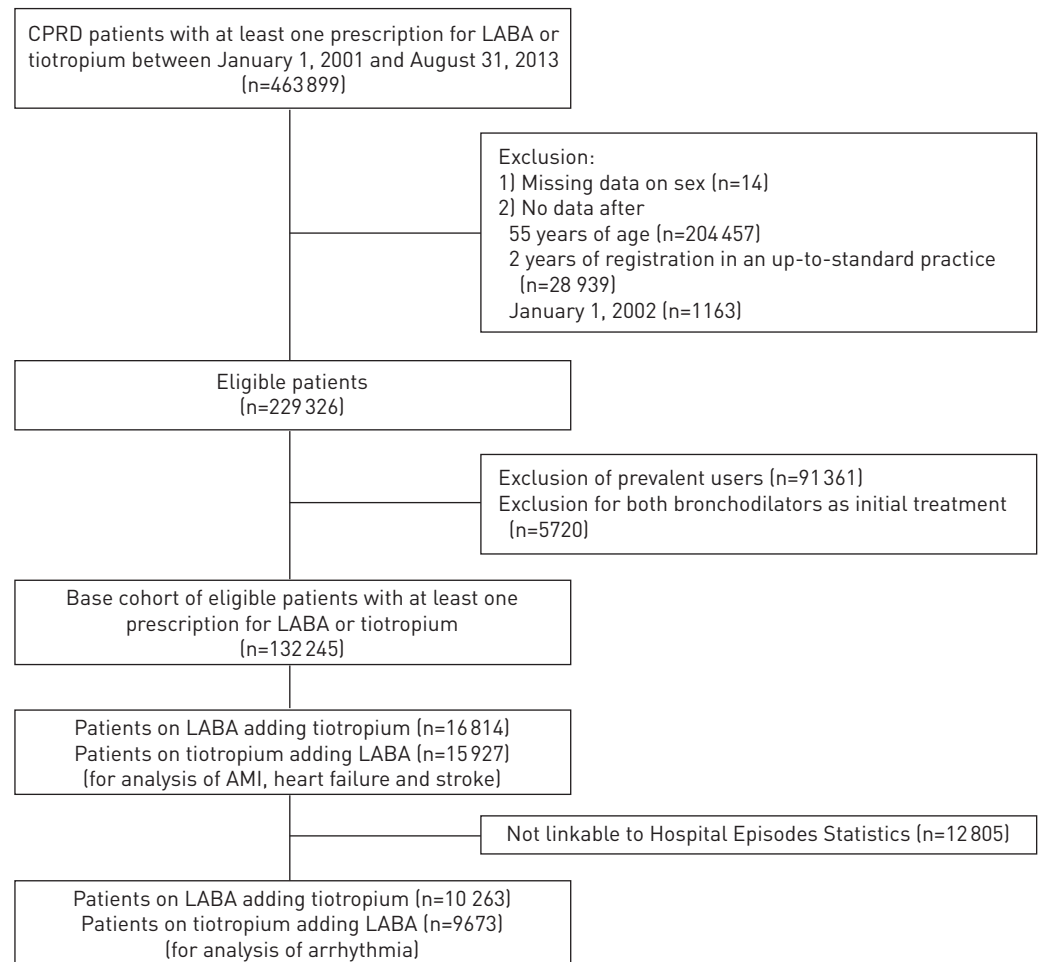 CPRD patients with at least one prescription for LABA or
tiotropium between January 1, 2001 and August 31, 2013
(n=463 899)
Exclusion:
1) Missing data on sex (n=14)
2) No data after
55 years of age (n=204 457)
2 years of registration in an up-to-standard practice
(n=28 939)
January 1, 2002 (n=1163)
Eligible patients
(n=229 326)
Exclusion of prevalent users (n=91 361)
Exclusion for both bronchodilators as initial treatment
(n=5720)
Base cohort of eligible patients with at least one
prescription for LABA or tiotropium
(n=132 245)
Patients on LABA adding tiotropium (n=16 814)
Patients on tiotropium adding LABA (n=15 927)
(for analysis of AMI, heart failure and stroke)
Not linkable to Hospital Episodes Statistics (n=12 805)
Patients on LABA adding tiotropium (n=10 263)
Patients on tiotropium adding LABA (n=9673)
(for analysis of arrhythmia)